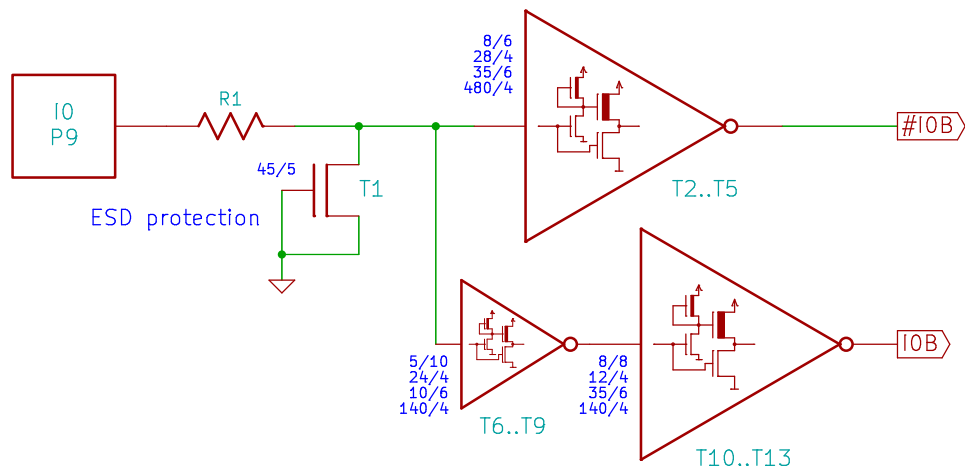 IO
P9
R1
45/5
T1
ESD protection
8/6
28/4
35/6
480/4
T2..T5
#IOB
5/10
24/4
10/6
140/4
T6..T9
8/8
12/4
35/6
140/4
T10..T13
IOB